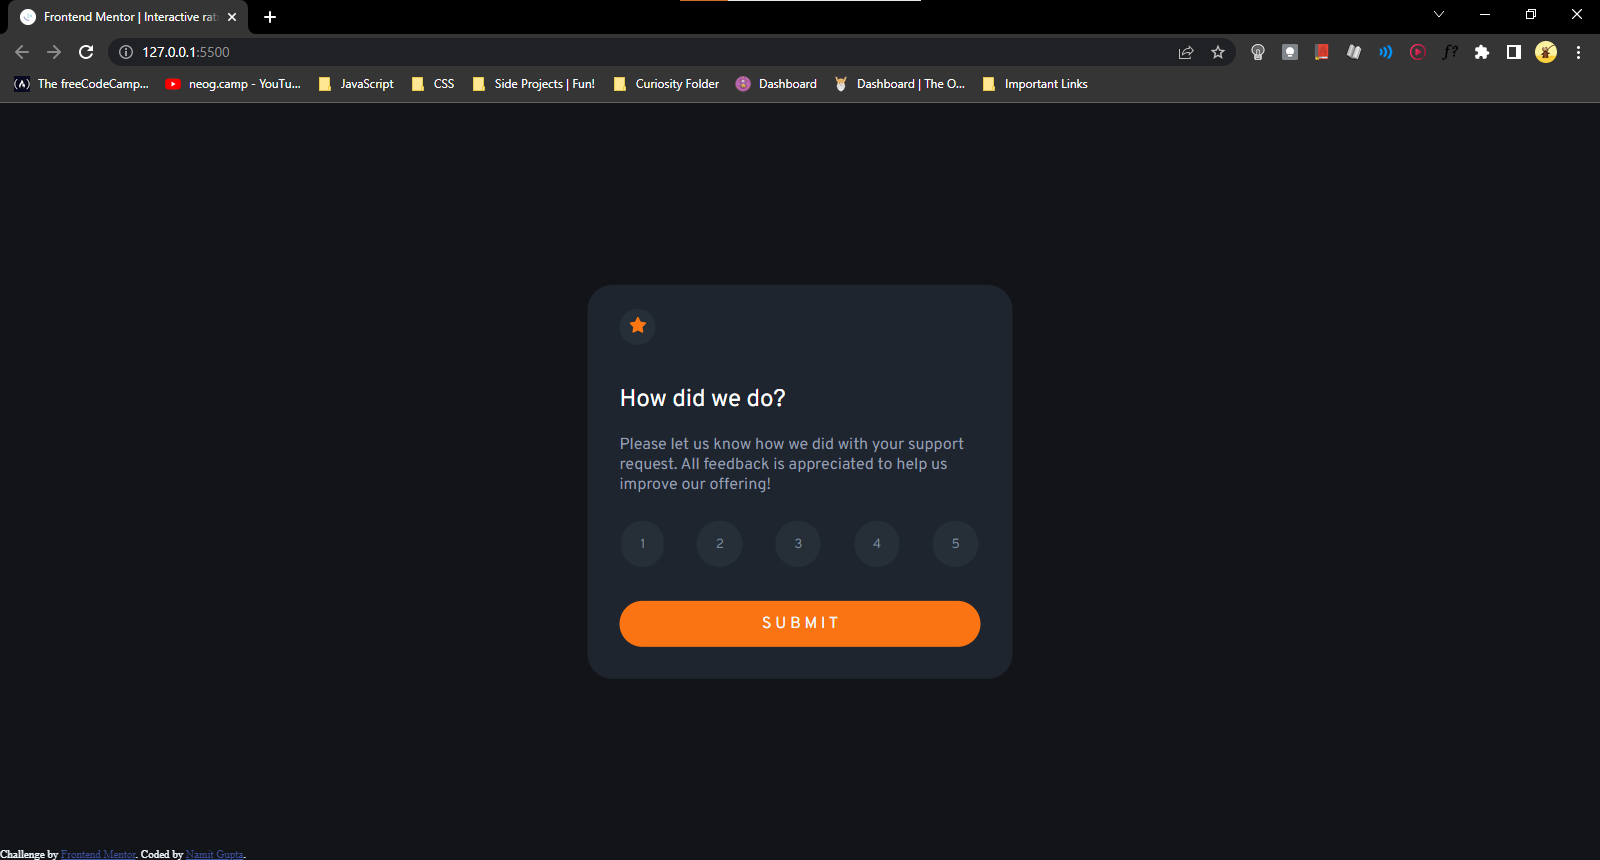 Frontend Mentor | Interactive rat
127.0.0.1:5500
f?
The freeCodeCamp... neog.camp - YouTu... JavaScript CSS Side Projects | Fun! Curiosity Folder Dashboard Dashboard | The O... Important Links
How did we do?
Please let us know how we did with your support
request. All feedback is appreciated to help us
improve our offering!
1 2 3 4 5
SUBMIT
Challenge by Frontend Mentor. Coded by Namit Gupta.